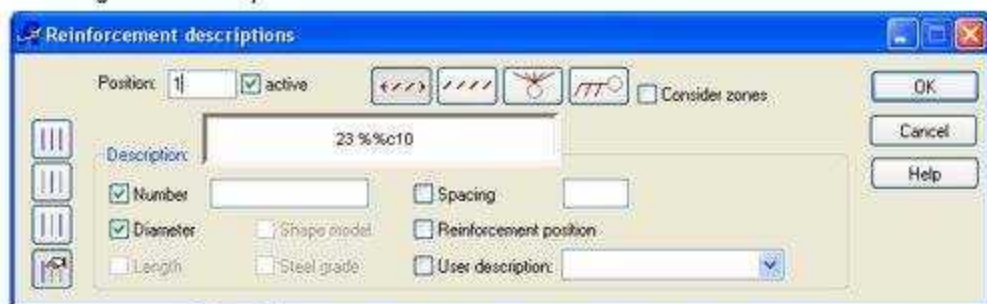 Reinforcement descriptions
Position: 1 active Consider zones OK
23 %%c10 Cancel
Description: Help
Number Spacing
Diameter Shape model Reinforcement position
Length Steel grade User description: